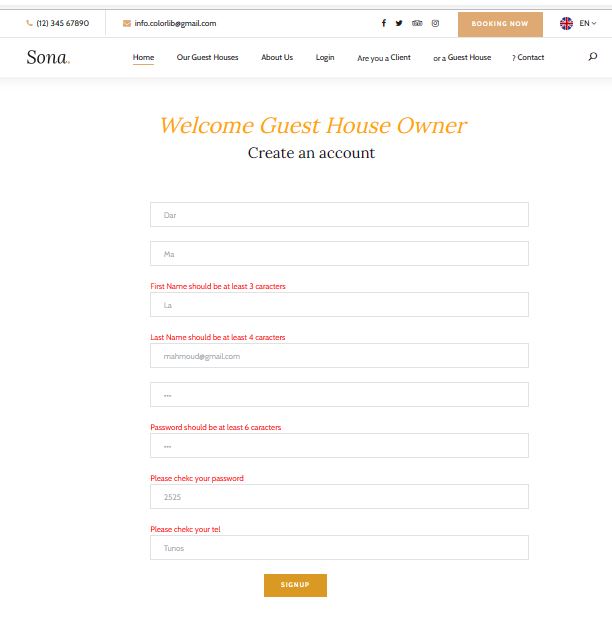 (12) 345 67890 info.colorlib@gmail.com BOOKING NOW EN
Sona. Home Our Guest Houses About Us Login Are you a Client or a Guest House ? Contact
Welcome Guest House Owner
Create an account
Dar
Ma
First Name should be at least 3 caracters
La
Last Name should be at least 4 caracters
mahmoud@gmail.com
•••
Password should be at least 6 caracters
•••
Please chekc your password
2525
Please chekc your tel
Tunos
SIGNUP